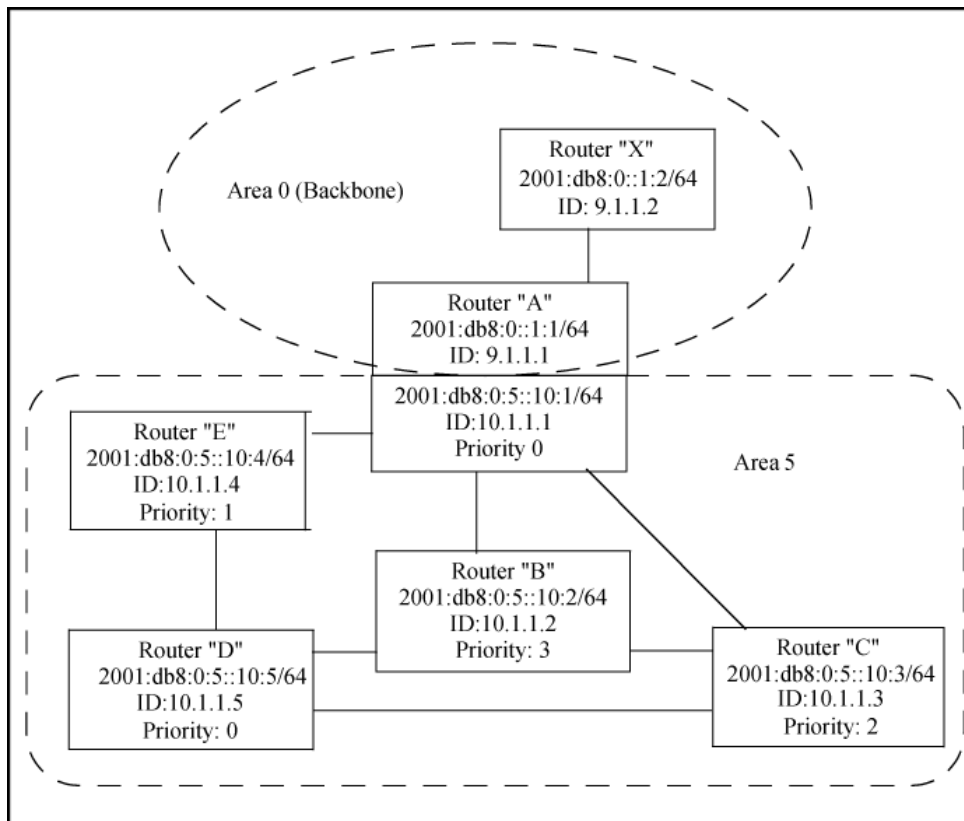 Router "X"
2001:db8:0::1:2/64
ID: 9.1.1.2
Area 0 (Backbone)
Router "A"
2001:db8:0::1:1/64
ID: 9.1.1.1
2001:db8:0:5::10:1/64
ID:10.1.1.1
Priority 0
Area 5
Router "E"
2001:db8:0:5::10:4/64
ID:10.1.1.4
Priority: 1
Router "B"
2001:db8:0:5::10:2/64
ID:10.1.1.2
Priority: 3
Router "D"
2001:db8:0:5::10:5/64
ID:10.1.1.5
Priority: 0
Router "C"
2001:db8:0:5::10:3/64
ID:10.1.1.3
Priority: 2